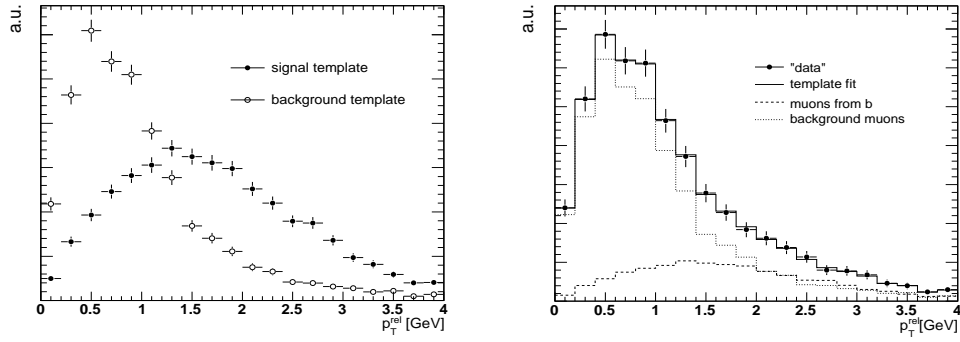 a.u.
signal template
background template
0 0.5 1 1.5 2 2.5 3 3.5 4
p_T^rel [GeV]
a.u.
"data"
template fit
muons from b
background muons
0 0.5 1 1.5 2 2.5 3 3.5 4
p_T^rel [GeV]